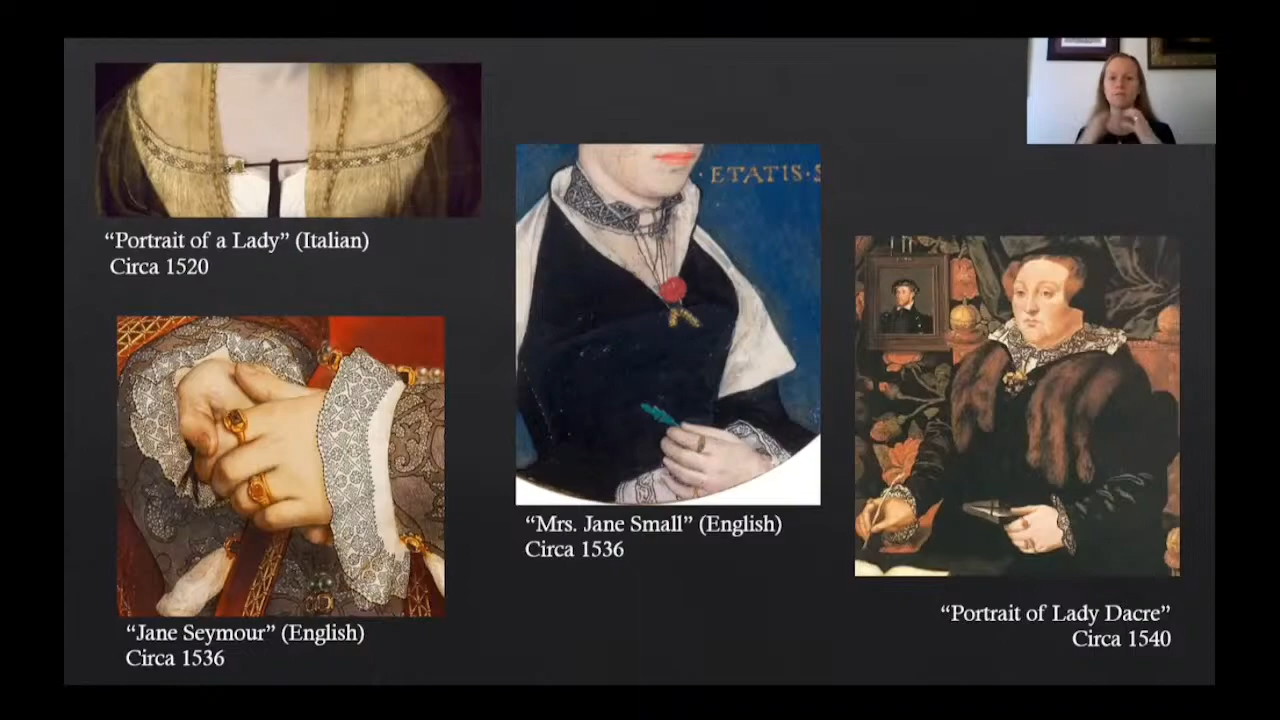 “Portrait of a Lady” (Italian)
Circa 1520
· ETATIS · S
“Mrs. Jane Small” (English)
Circa 1536
“Jane Seymour” (English)
Circa 1536
“Portrait of Lady Dacre”
Circa 1540